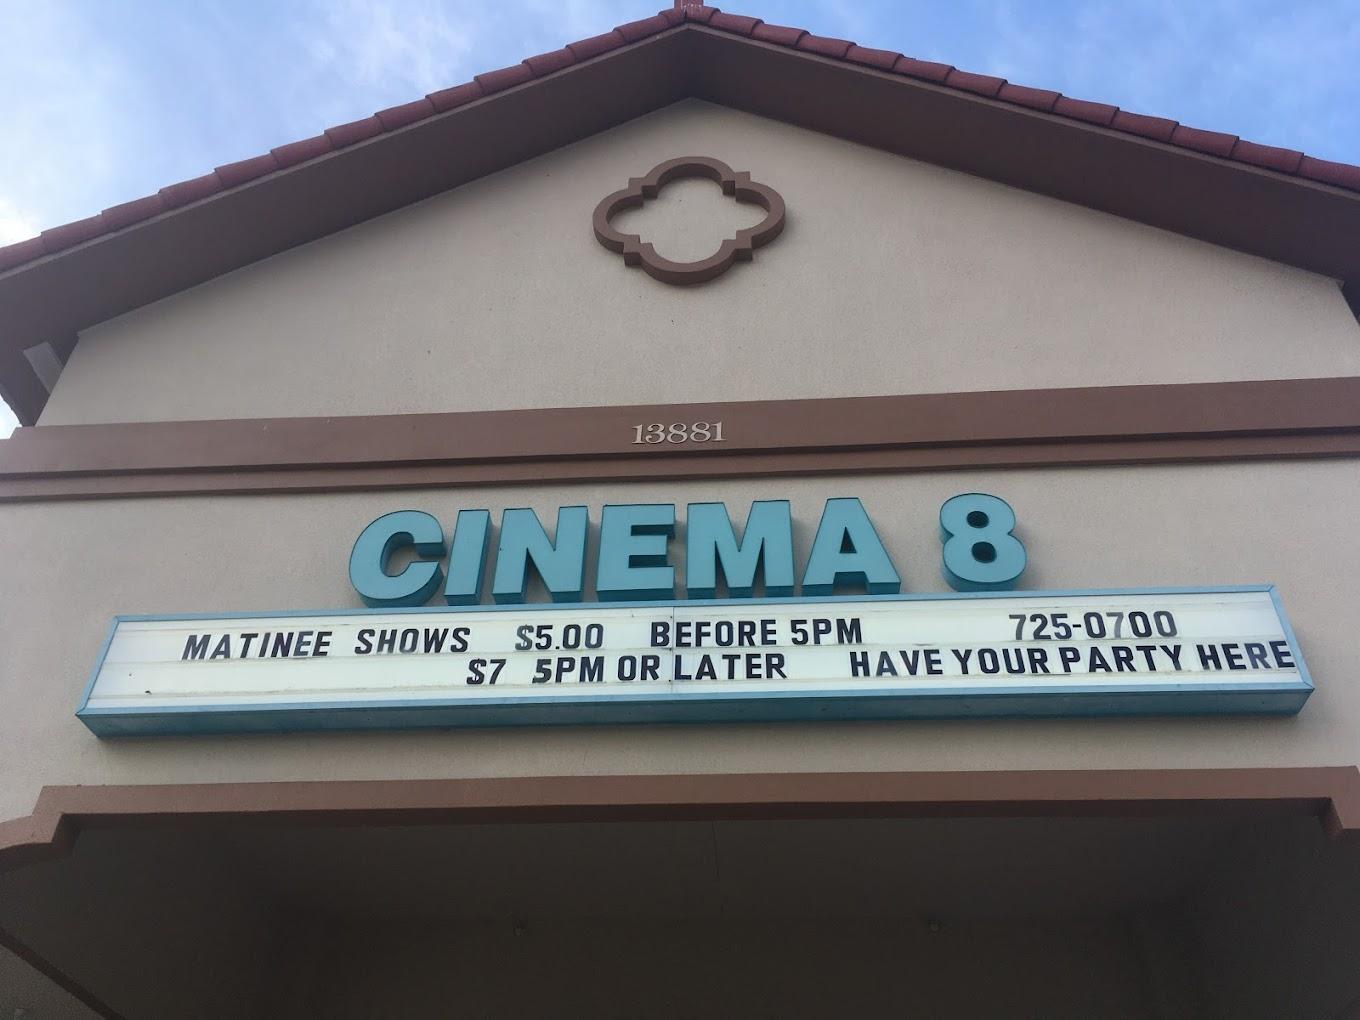 13881
CINEMA 8
MATINEE SHOWS $5.00 BEFORE 5PM 725-0700
$7 5PM OR LATER HAVE YOUR PARTY HERE